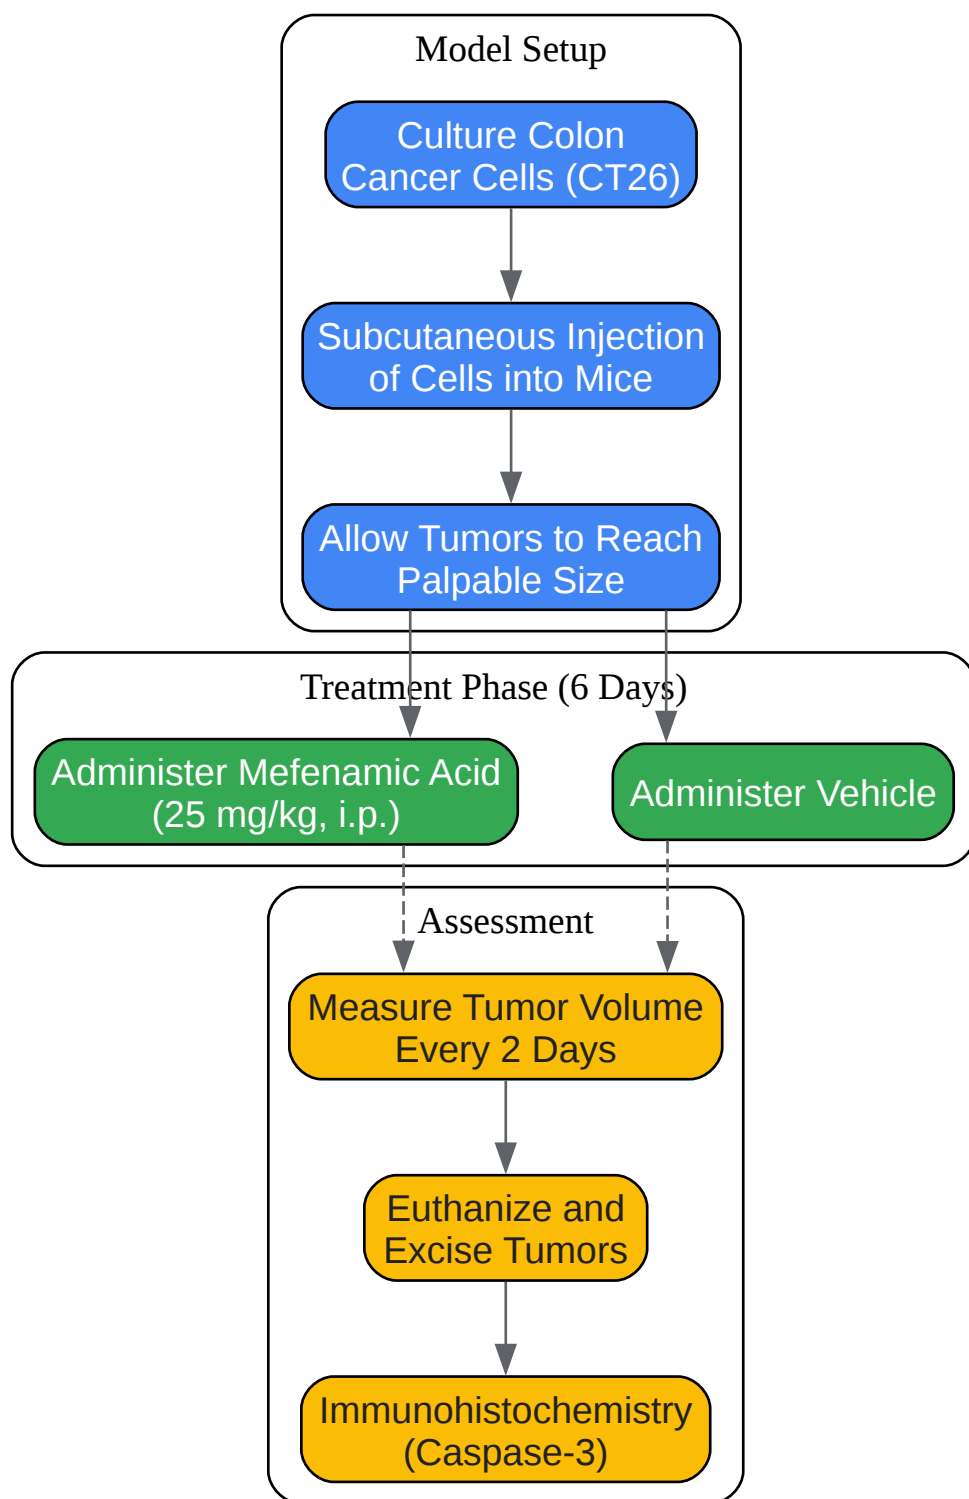 Model Setup
Culture Colon
Cancer Cells (CT26)
Subcutaneous Injection
of Cells into Mice
Allow Tumors to Reach
Palpable Size
Treatment Phase (6 Days)
Administer Mefenamic Acid
(25 mg/kg, i.p.)
Administer Vehicle
Assessment
Measure Tumor Volume
Every 2 Days
Euthanize and
Excise Tumors
Immunohistochemistry
(Caspase-3)